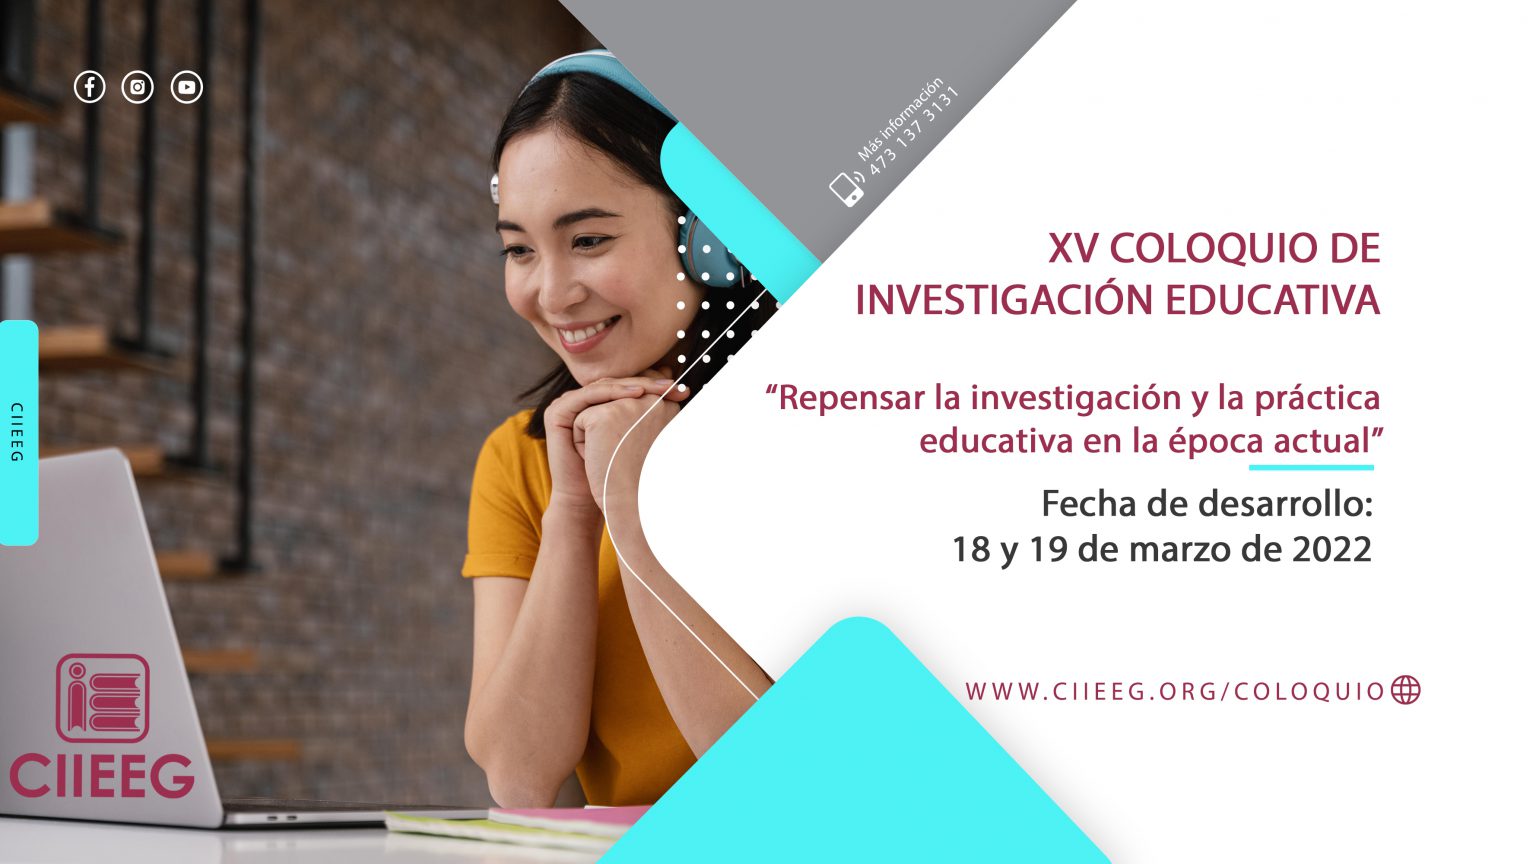 Más información
473 137 3131
XV COLOQUIO DE
INVESTIGACIÓN EDUCATIVA
“Repensar la investigación y la práctica
educativa en la época actual”
Fecha de desarrollo:
18 y 19 de marzo de 2022
WWW.CIIEEG.ORG/COLOQUIO
CIIEEG
CIIEEG